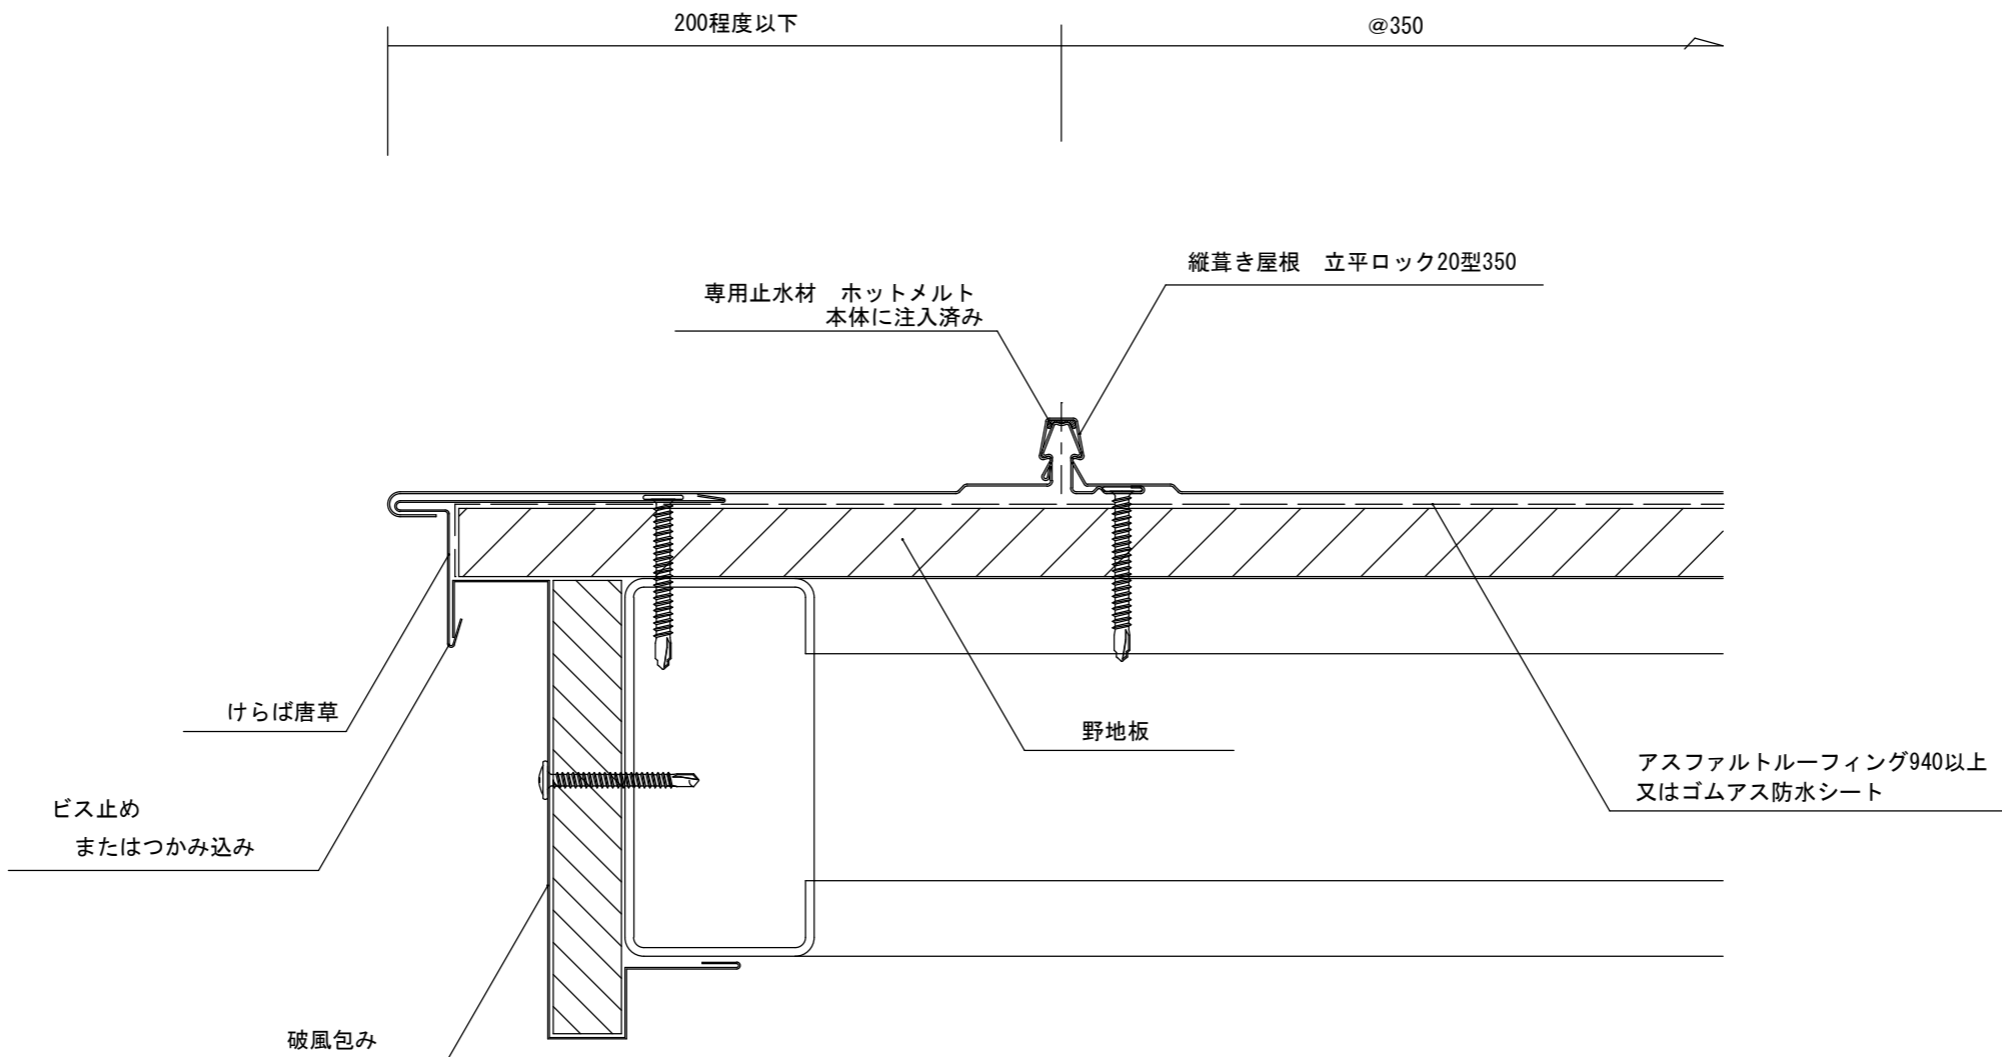 200程度以下
@350
縦葺き屋根　立平ロック20型350
専用止水材　ホットメルト
本体に注入済み
けらば唐草
野地板
アスファルトルーフィング940以上
又はゴムアス防水シート
ビス止め
またはつかみ込み
破風包み